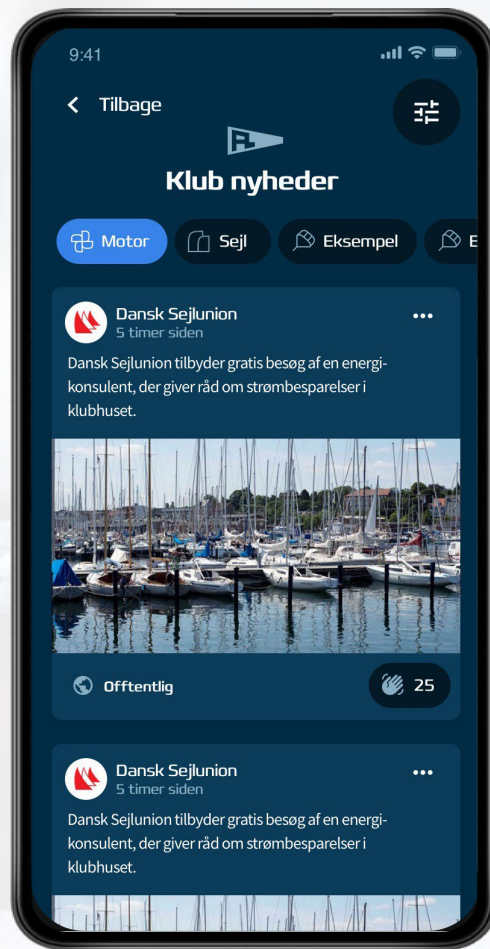 9:41
Tilbage
Klub nyheder
Motor
Sejl
Eksempel
E
Dansk Sejlunion
5 timer siden
Dansk Sejlunion tilbyder gratis besøg af en energi-
konsulent, der giver råd om strømbesparelser i
klubhuset.
Offtentlig
25
Dansk Sejlunion
5 timer siden
Dansk Sejlunion tilbyder gratis besøg af en energi-
konsulent, der giver råd om strømbesparelser i
klubhuset.